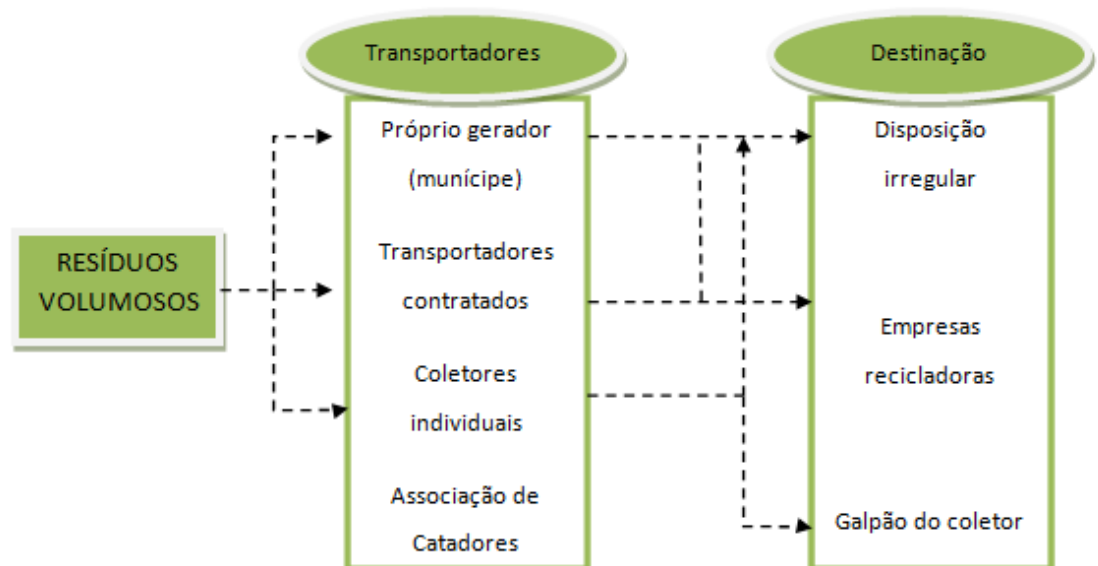 RESÍDUOS
VOLUMOSOS
Transportadores
Próprio gerador
(munícipe)
Transportadores
contratados
Coletores
individuais
Associação de
Catadores
Destinação
Disposição
irregular
Empresas
recicladoras
Galpão do coletor